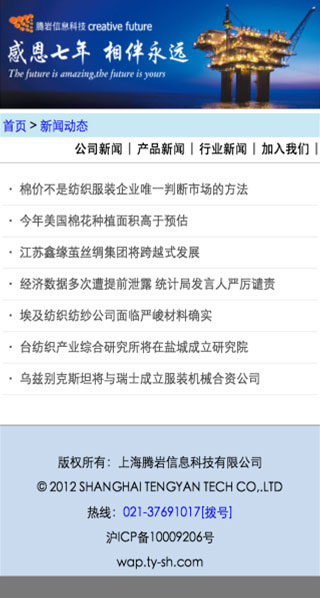 腾岩信息科技 creative future
感恩七年 相伴永远
The future is amazing,the future is yours
首页 > 新闻动态
公司新闻 | 产品新闻 | 行业新闻 | 加入我们 |
· 棉价不是纺织服装企业唯一判断市场的方法
· 今年美国棉花种植面积高于预估
· 江苏鑫缘茧丝绸集团将跨越式发展
· 经济数据多次遭提前泄露 统计局发言人严厉谴责
· 埃及纺织纺纱公司面临严峻材料确实
· 台纺织产业综合研究所将在盐城成立研究院
· 乌兹别克斯坦将与瑞士成立服装机械合资公司
版权所有：上海腾岩信息科技有限公司
© 2012 SHANGHAI TENGYAN TECH CO,.LTD
热线：021-37691017[拨号]
沪ICP备10009206号
wap.ty-sh.com